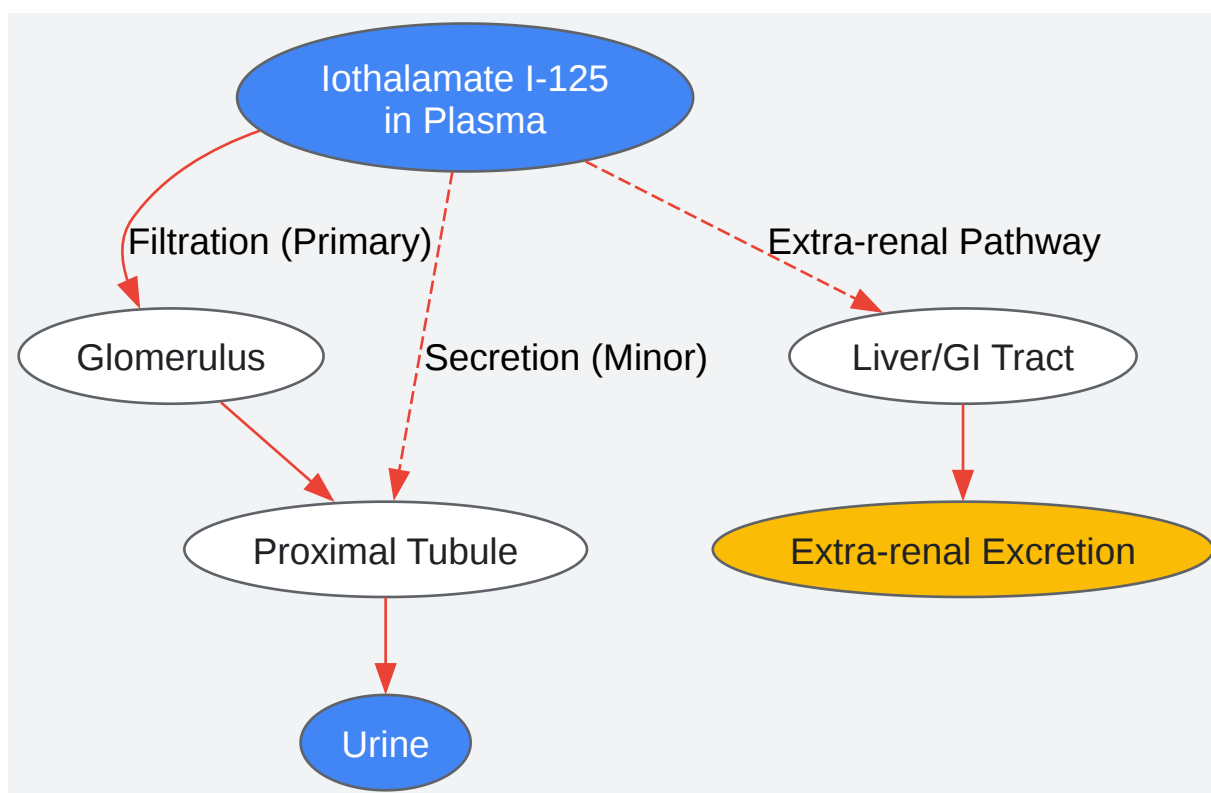 Iothalamate I-125
in Plasma
Filtration (Primary)
Extra-renal Pathway
Glomerulus
Secretion (Minor)
Liver/GI Tract
Proximal Tubule
Extra-renal Excretion
Urine